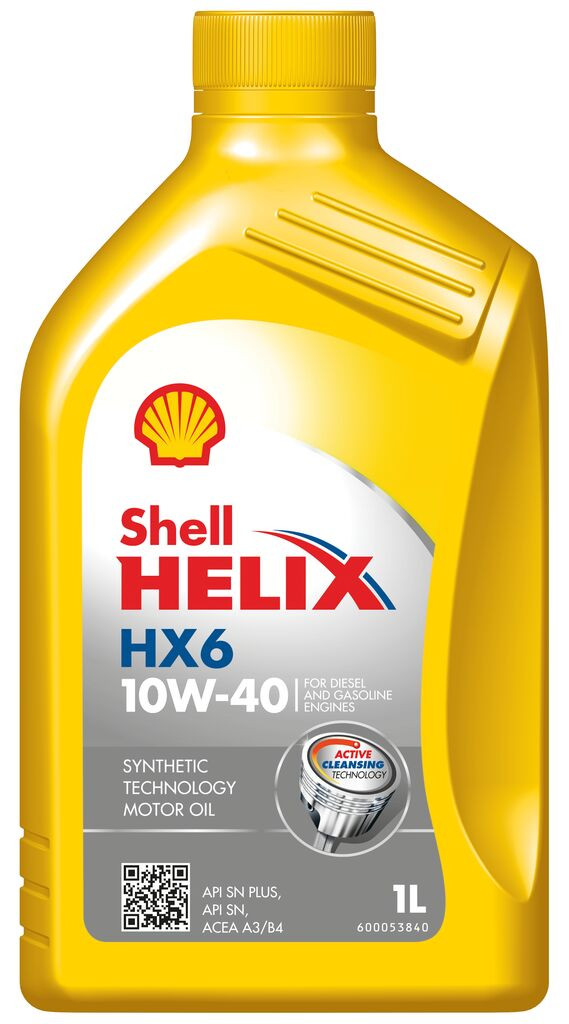 Shell
HELIX
HX6
10W-40
FOR DIESEL
AND GASOLINE
ENGINES
ACTIVE
CLEANSING
TECHNOLOGY
SYNTHETIC
TECHNOLOGY
MOTOR OIL
API SN PLUS,
API SN,
ACEA A3/B4
1L
600053840